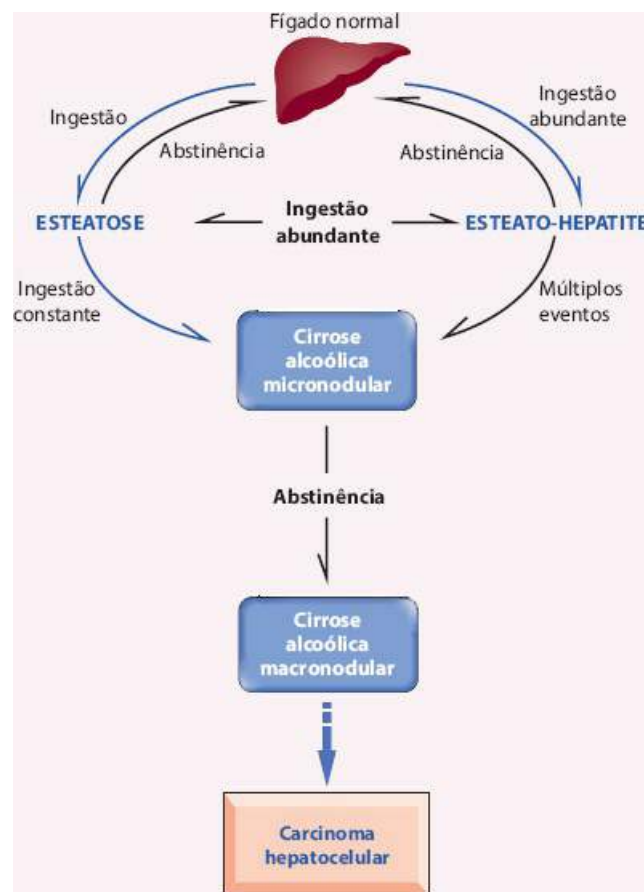 Fígado normal
Ingestão
Abstinência
Abstinência
Ingestão
abundante
ESTEATOSE
Ingestão
abundante
ESTEATO-HEPATITE
Ingestão
constante
Múltiplos
eventos
Cirrose
alcoólica
micronodular
Abstinência
Cirrose
alcoólica
macronodular
Carcinoma
hepatocelular